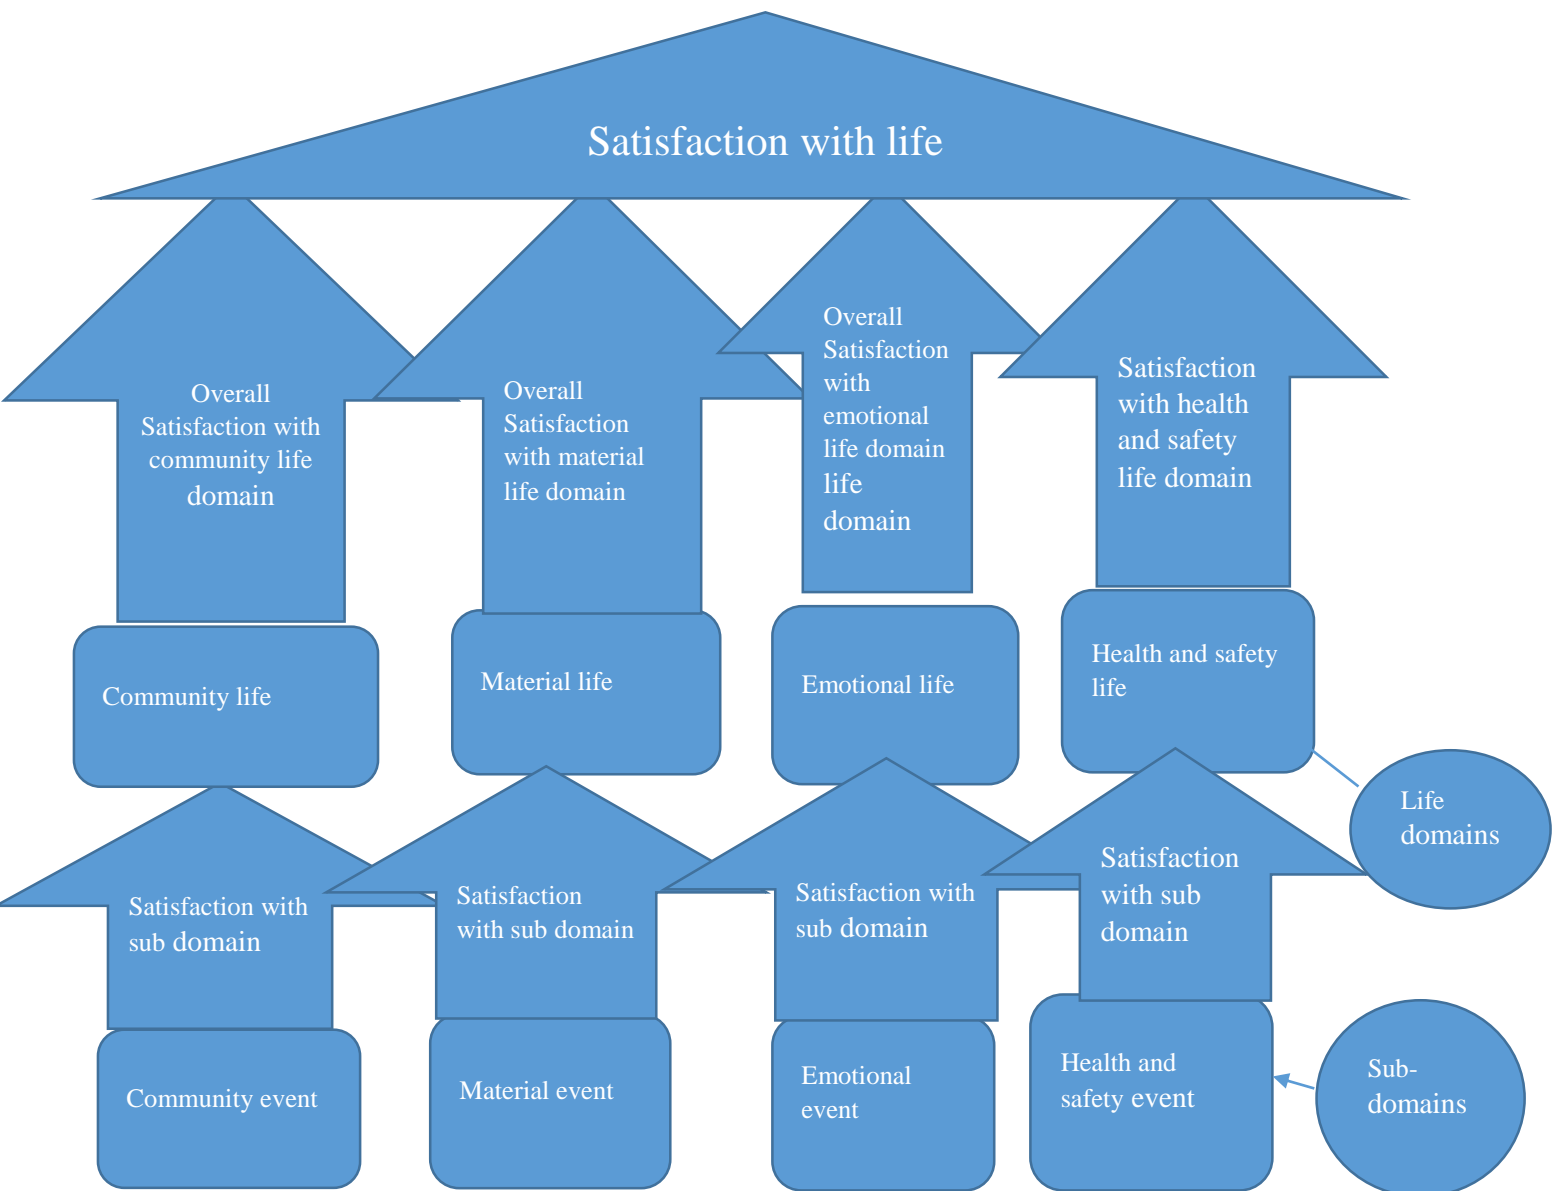 Satisfaction with life
Overall
Satisfaction with
community life
domain
Overall
Satisfaction
with material
life domain
Overall
Satisfaction
with
emotional
life domain
life
domain
Satisfaction
with health
and safety
life domain
Community life
Material life
Emotional life
Health and safety
life
Life
domains
Satisfaction with
sub domain
Satisfaction
with sub domain
Satisfaction with
sub domain
Satisfaction
with sub
domain
Community event
Material event
Emotional
event
Health and
safety event
Sub-
domains